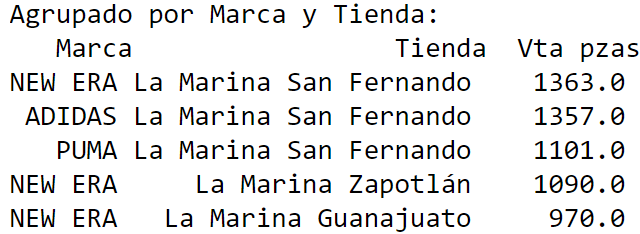 Agrupado por Marca y Tienda:
Marca Tienda Vta pzas
NEW ERA La Marina San Fernando 1363.0
ADIDAS La Marina San Fernando 1357.0
PUMA La Marina San Fernando 1101.0
NEW ERA La Marina Zapotlán 1090.0
NEW ERA La Marina Guanajuato 970.0